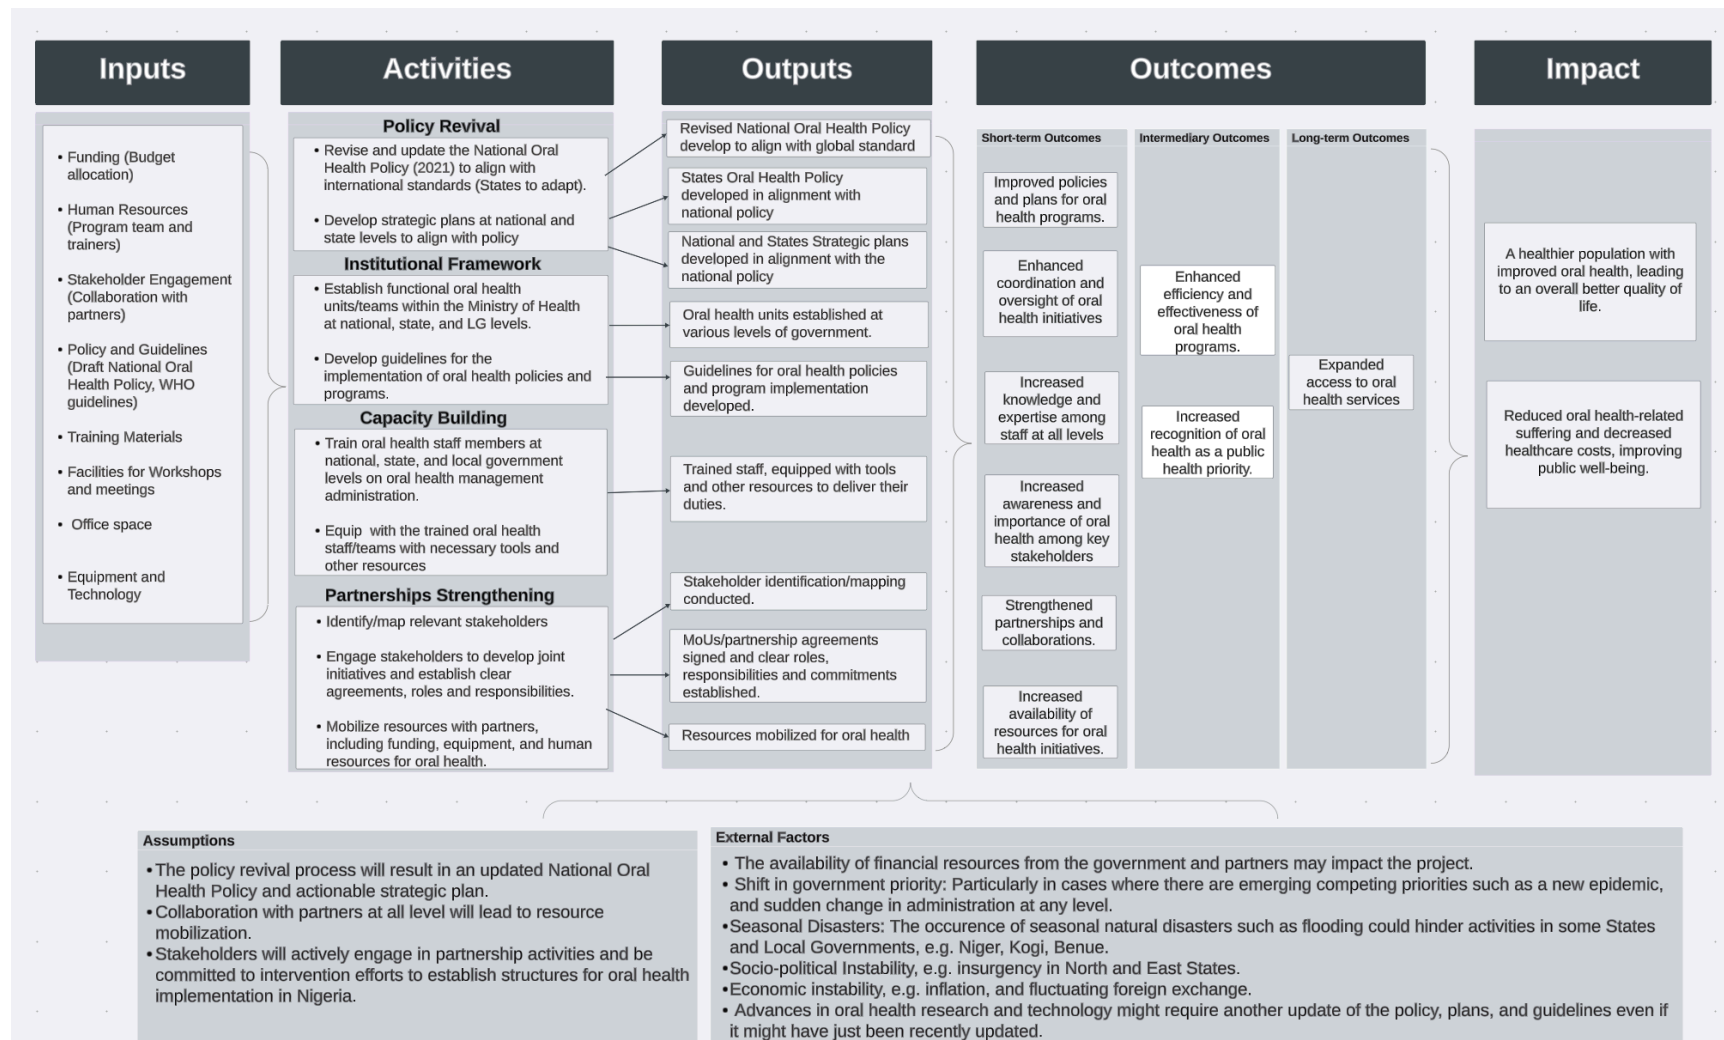 Inputs
Activities
Outputs
Outcomes
Impact
• Funding (Budget
allocation)
• Human Resources
(Program team and
trainers)
• Stakeholder Engagement
(Collaboration with
partners)
• Policy and Guidelines
(Draft National Oral
Health Policy, WHO
guidelines)
• Training Materials
• Facilities for Workshops
and meetings
• Office space
• Equipment and
Technology
Policy Revival
• Revise and update the National Oral
Health Policy (2021) to align with
international standards (States to adapt).
• Develop strategic plans at national and
state levels to align with policy
Institutional Framework
• Establish functional oral health
units/teams within the Ministry of Health
at national, state, and LG levels.
• Develop guidelines for the
implementation of oral health policies and
programs.
Capacity Building
• Train oral health staff members at
national, state, and local government
levels on oral health management
administration.
• Equip with the trained oral health
staff/teams with necessary tools and
other resources
Partnerships Strengthening
• Identify/map relevant stakeholders
• Engage stakeholders to develop joint
initiatives and establish clear
agreements, roles and responsibilities.
• Mobilize resources with partners,
including funding, equipment, and human
resources for oral health.
Revised National Oral Health Policy
develop to align with global standard
States Oral Health Policy
developed in alignment with
national policy
National and States Strategic plans
developed in alignment with the
national policy
Oral health units established at
various levels of government.
Guidelines for oral health policies
and program implementation
developed.
Trained staff, equipped with tools
and other resources to deliver their
duties.
Stakeholder identification/mapping
conducted.
MoUs/partnership agreements
signed and clear roles,
responsibilities and commitments
established.
Resources mobilized for oral health
Short-term Outcomes
Improved policies
and plans for oral
health programs.
Enhanced
coordination and
oversight of oral
health initiatives
Increased
knowledge and
expertise among
staff at all levels
Increased
awareness and
importance of oral
health among key
stakeholders
Strengthened
partnerships and
collaborations.
Increased
availability of
resources for oral
health initiatives.
Intermediary Outcomes
Enhanced
efficiency and
effectiveness of
oral health
programs.
Increased
recognition of oral
health as a public
health priority.
Long-term Outcomes
Expanded
access to oral
health services
A healthier population with
improved oral health, leading
to an overall better quality of
life.
Reduced oral health-related
suffering and decreased
healthcare costs, improving
public well-being.
Assumptions
•The policy revival process will result in an updated National Oral
Health Policy and actionable strategic plan.
•Collaboration with partners at all level will lead to resource
mobilization.
•Stakeholders will actively engage in partnership activities and be
committed to intervention efforts to establish structures for oral health
implementation in Nigeria.
External Factors
• The availability of financial resources from the government and partners may impact the project.
• Shift in government priority: Particularly in cases where there are emerging competing priorities such as a new epidemic,
and sudden change in administration at any level.
•Seasonal Disasters: The occurence of seasonal natural disasters such as flooding could hinder activities in some States
and Local Governments, e.g. Niger, Kogi, Benue.
•Socio-political Instability, e.g. insurgency in North and East States.
•Economic instability, e.g. inflation, and fluctuating foreign exchange.
• Advances in oral health research and technology might require another update of the policy, plans, and guidelines even if
it might have just been recently updated.